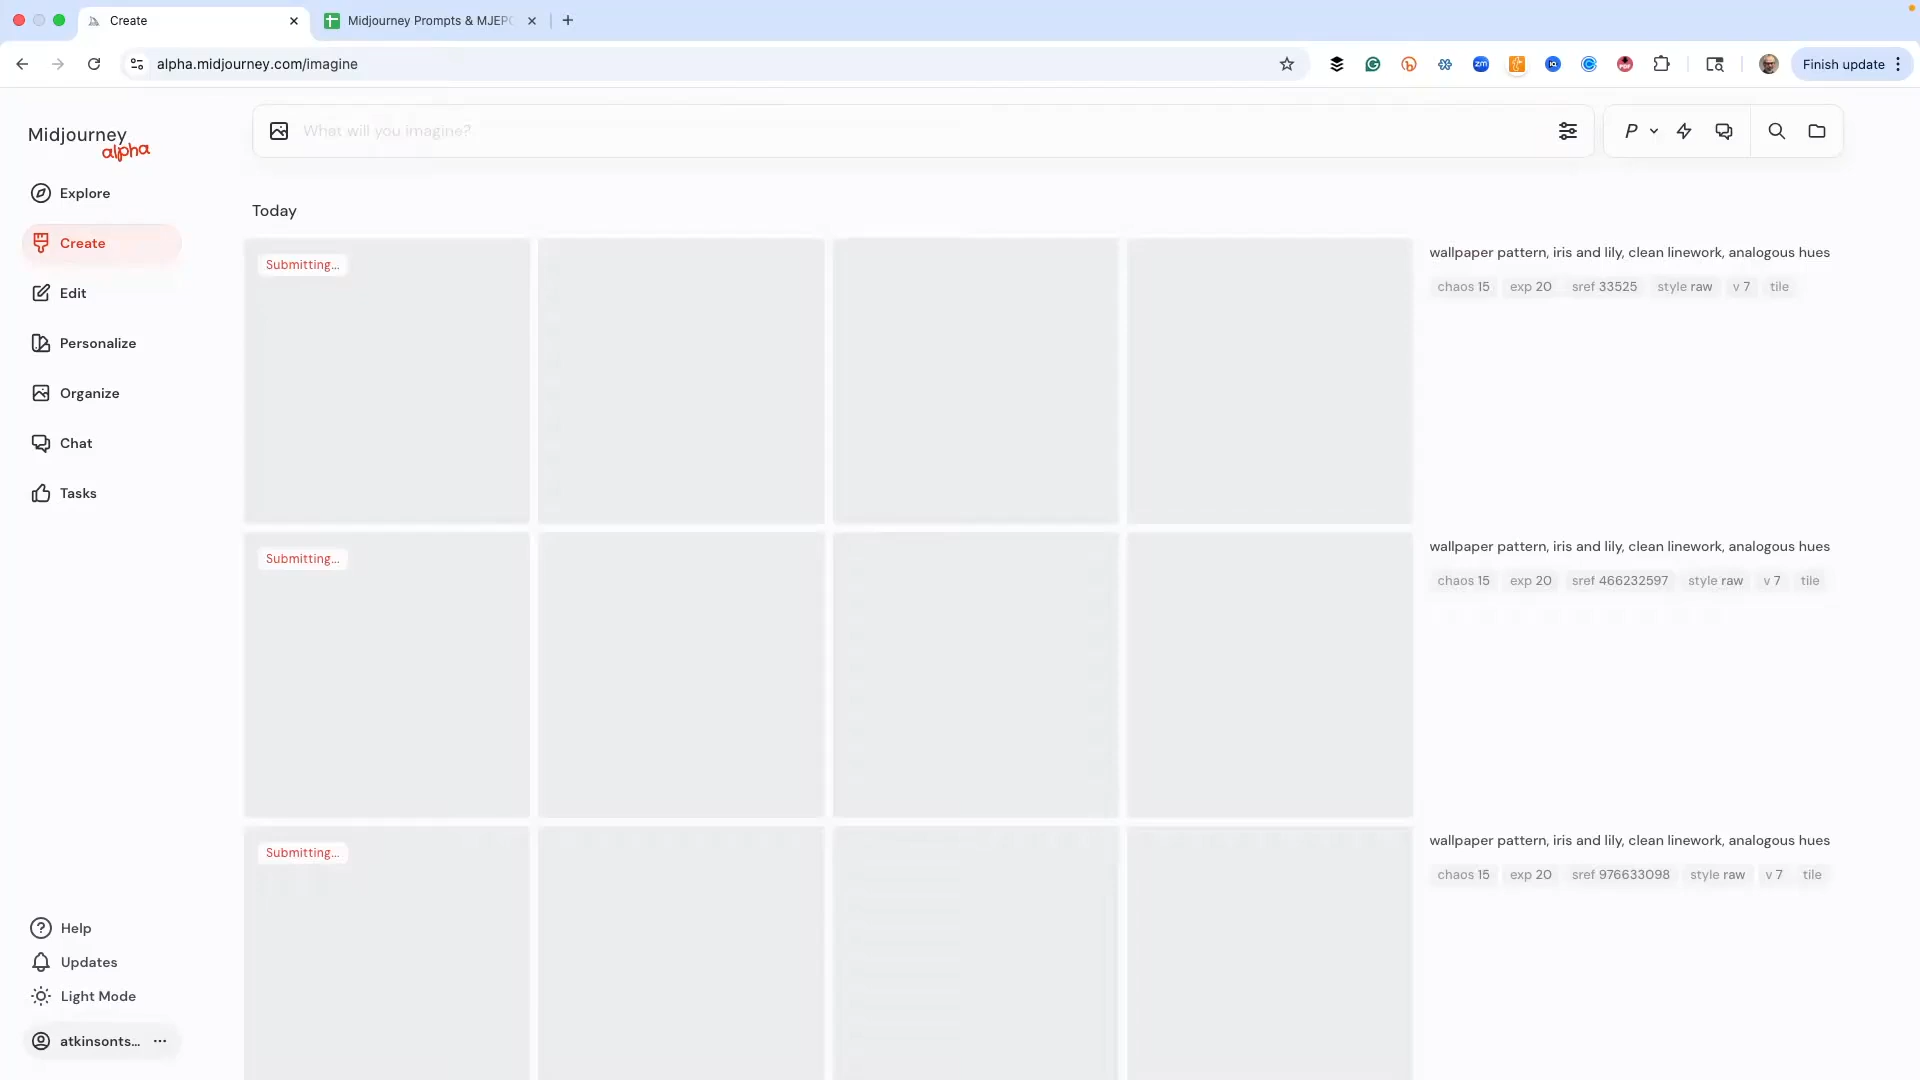 Create
Midjourney Prompts & MJEPC
alpha.midjourney.com/imagine
Finish update
Midjourney
alpha
What will you imagine?
P
Explore
Create
Edit
Personalize
Organize
Chat
Tasks
Help
Updates
Light Mode
atkinsonts...
Today
Submitting...
wallpaper pattern, iris and lily, clean linework, analogous hues
chaos 15 exp 20 sref 33525 style raw v 7 tile
Submitting...
wallpaper pattern, iris and lily, clean linework, analogous hues
chaos 15 exp 20 sref 466232597 style raw v 7 tile
Submitting...
wallpaper pattern, iris and lily, clean linework, analogous hues
chaos 15 exp 20 sref 976633098 style raw v 7 tile